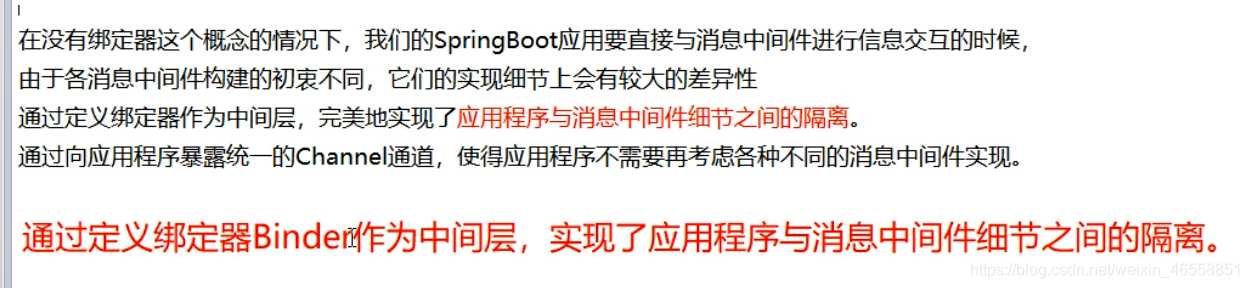 在没有绑定器这个概念的情况下，我们的SpringBoot应用要直接与消息中间件进行信息交互的时候，
由于各消息中间件构建的初衷不同，它们的实现细节上会有较大的差异性
通过定义绑定器作为中间层，完美地实现了应用程序与消息中间件细节之间的隔离。
通过向应用程序暴露统一的Channel通道，使得应用程序不需要再考虑各种不同的消息中间件实现。
通过定义绑定器Binder作为中间层，实现了应用程序与消息中间件细节之间的隔离。
https://blog.csdn.net/weixin_46558851